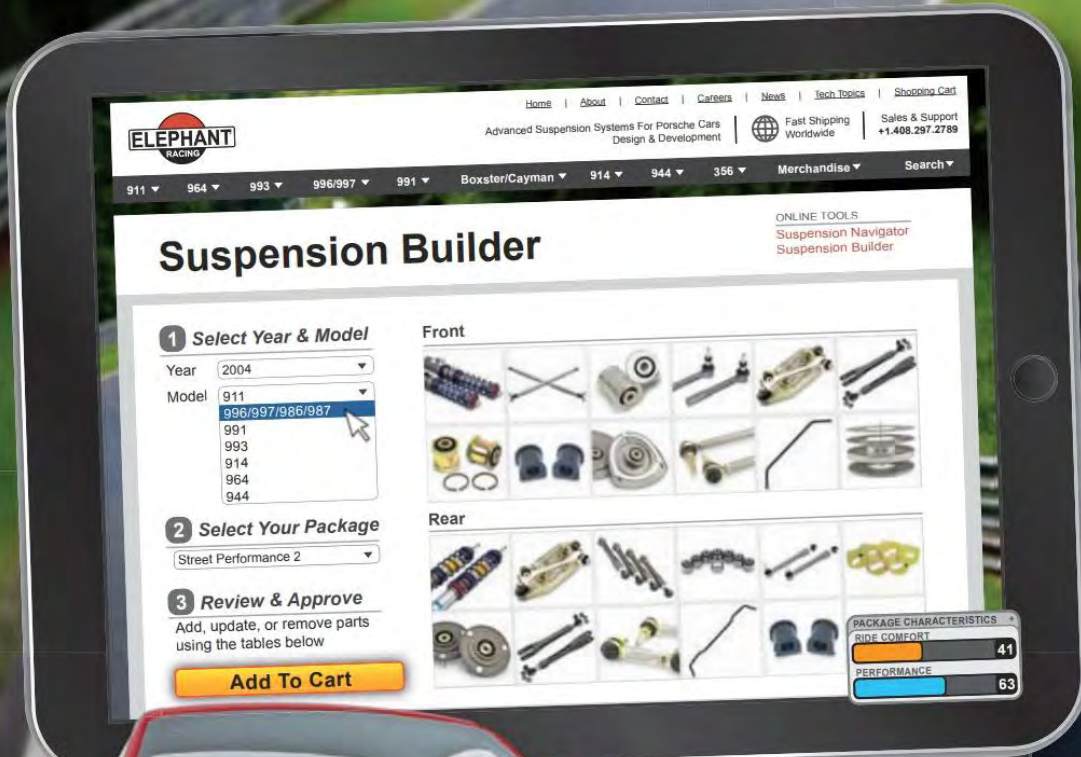 Home | About | Contact | Careers | News | Tech Topics | Shopping Cart
ELEPHANT
RACING
Advanced Suspension Systems For Porsche Cars
Design & Development
Fast Shipping
Worldwide
Sales & Support
+1.408.297.2789
911 964 993 996/997 991 Boxster/Cayman 914 944 356 Merchandise Search
Suspension Builder
ONLINE TOOLS
Suspension Navigator
Suspension Builder
1 Select Year & Model
Year 2004
Model 911
996/997/986/987
991
993
914
964
944
2 Select Your Package
Street Performance 2
3 Review & Approve
Add, update, or remove parts
using the tables below
Add To Cart
Front
Rear
PACKAGE CHARACTERISTICS +
RIDE COMFORT
41
PERFORMANCE
63